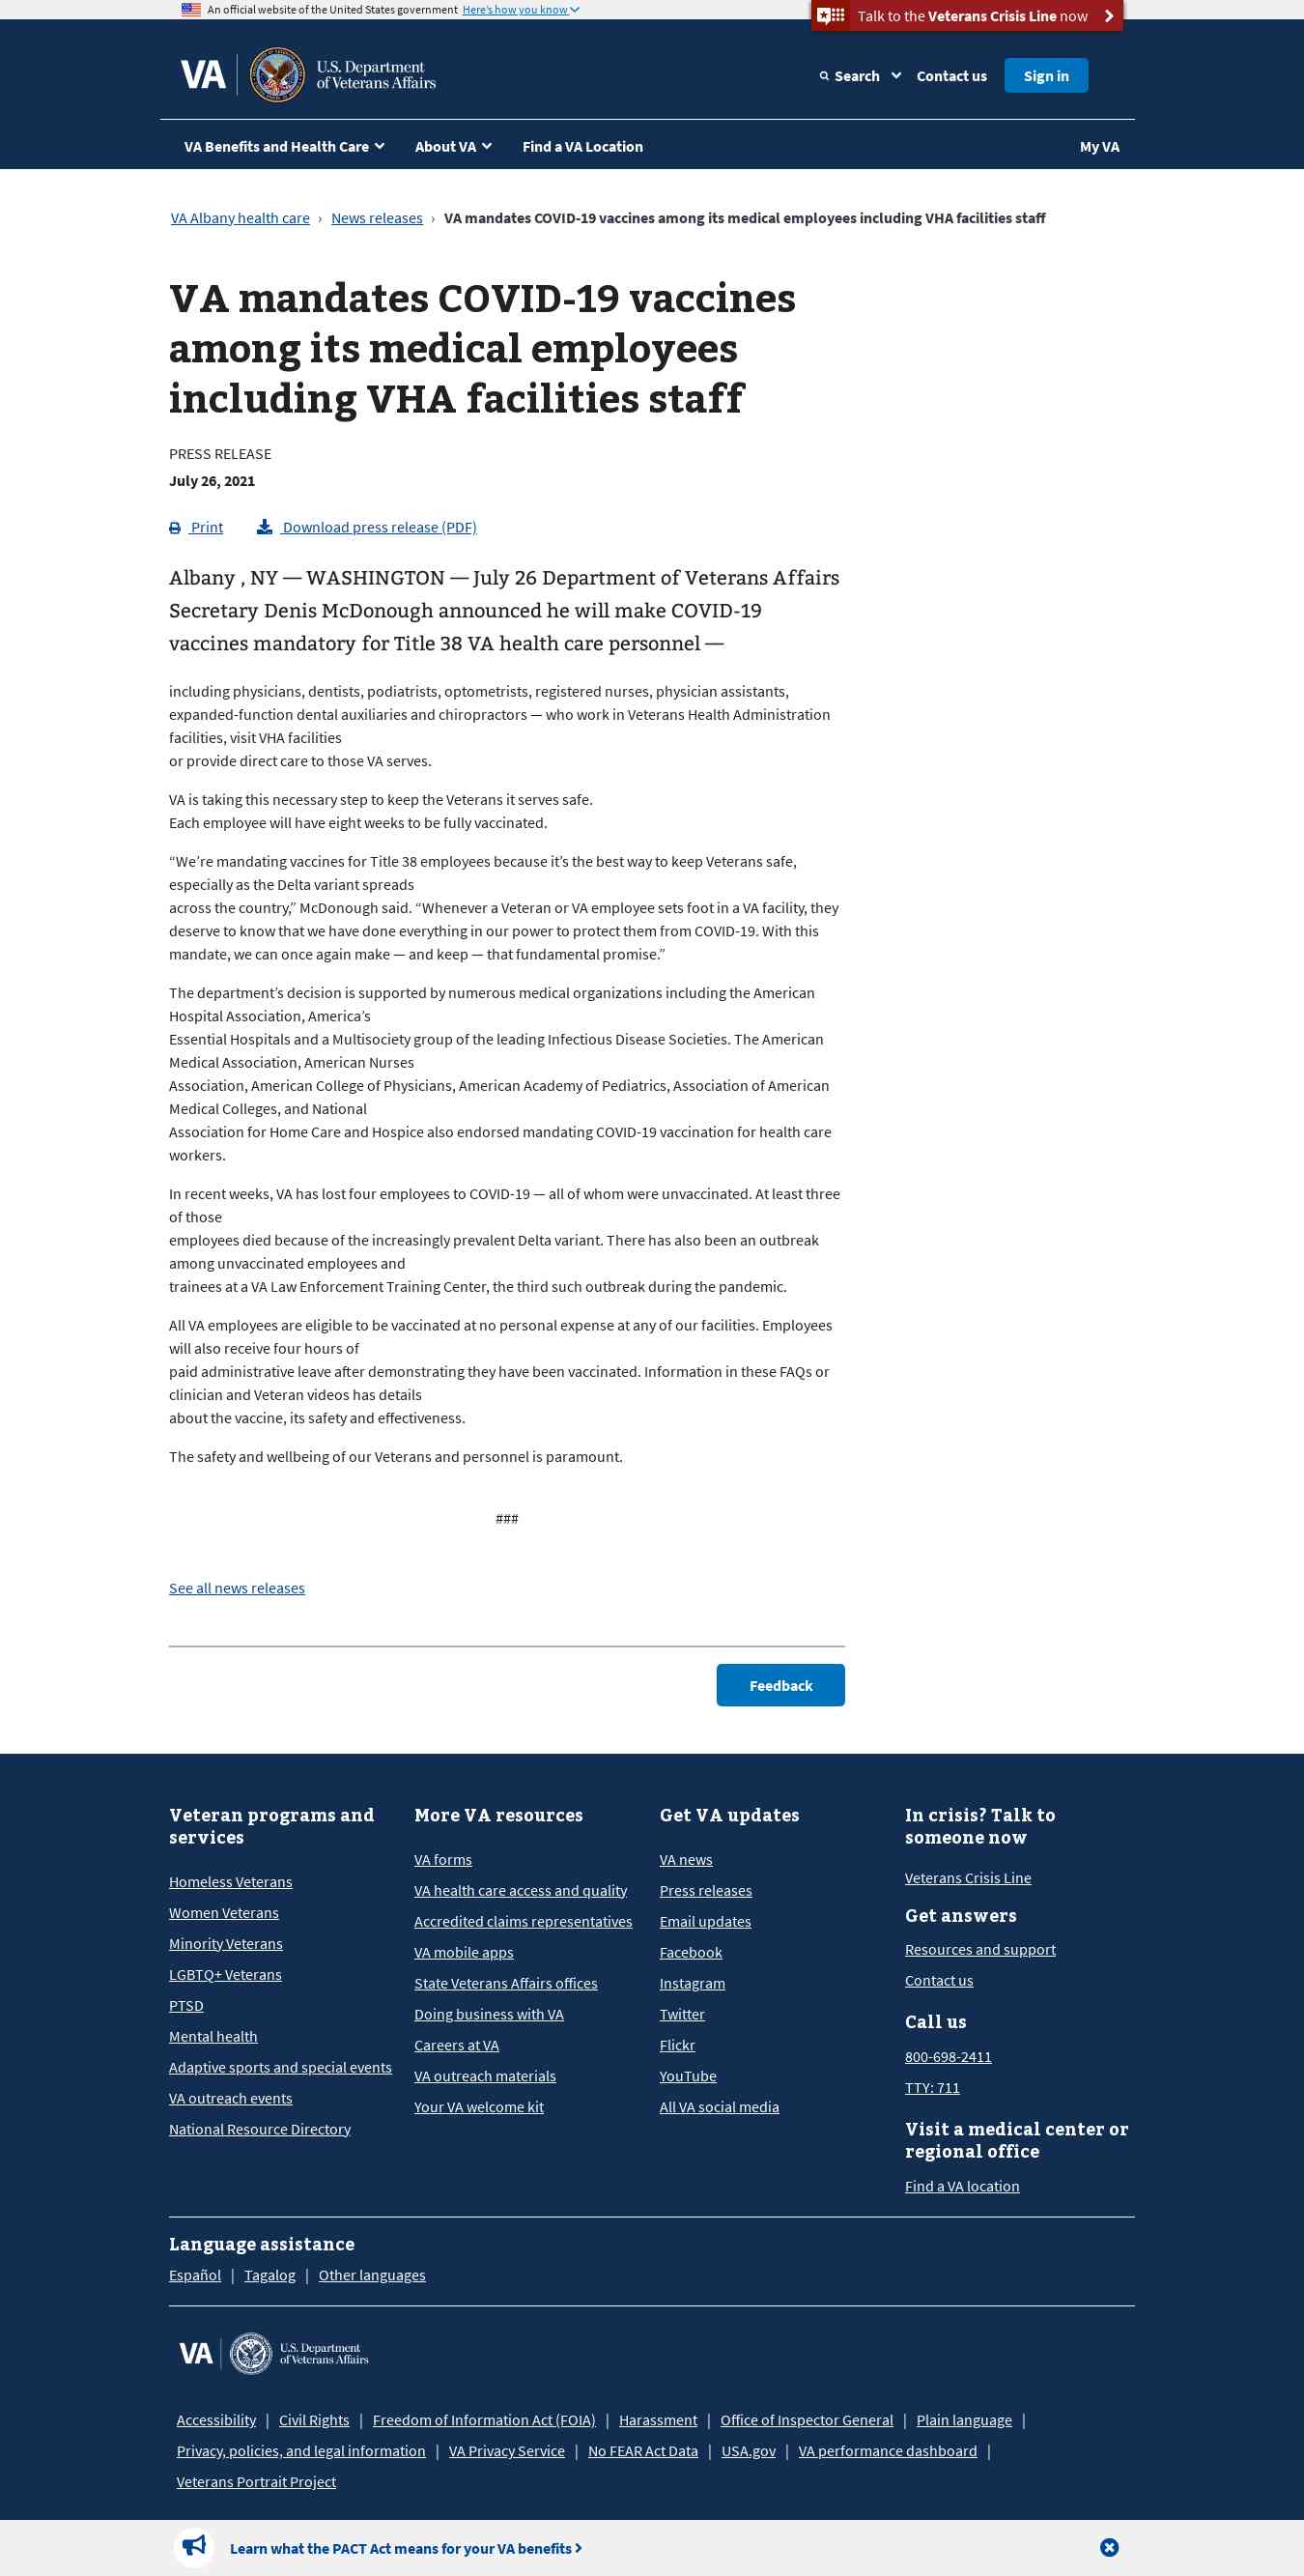 An official website of the United States government Here's how you know
Talk to the Veterans Crisis Line now
VA
U.S. Department
of Veterans Affairs
Search
Contact us
Sign in
VA Benefits and Health Care
About VA
Find a VA Location
My VA
VA Albany health care › News releases › VA mandates COVID-19 vaccines among its medical employees including VHA facilities staff
VA mandates COVID-19 vaccines
among its medical employees
including VHA facilities staff
PRESS RELEASE
July 26, 2021
Print
Download press release (PDF)
Albany , NY — WASHINGTON — July 26 Department of Veterans Affairs
Secretary Denis McDonough announced he will make COVID-19
vaccines mandatory for Title 38 VA health care personnel —
including physicians, dentists, podiatrists, optometrists, registered nurses, physician assistants,
expanded-function dental auxiliaries and chiropractors — who work in Veterans Health Administration
facilities, visit VHA facilities
or provide direct care to those VA serves.
VA is taking this necessary step to keep the Veterans it serves safe.
Each employee will have eight weeks to be fully vaccinated.
“We’re mandating vaccines for Title 38 employees because it’s the best way to keep Veterans safe,
especially as the Delta variant spreads
across the country,” McDonough said. “Whenever a Veteran or VA employee sets foot in a VA facility, they
deserve to know that we have done everything in our power to protect them from COVID-19. With this
mandate, we can once again make — and keep — that fundamental promise.”
The department’s decision is supported by numerous medical organizations including the American
Hospital Association, America’s
Essential Hospitals and a Multisociety group of the leading Infectious Disease Societies. The American
Medical Association, American Nurses
Association, American College of Physicians, American Academy of Pediatrics, Association of American
Medical Colleges, and National
Association for Home Care and Hospice also endorsed mandating COVID-19 vaccination for health care
workers.
In recent weeks, VA has lost four employees to COVID-19 — all of whom were unvaccinated. At least three
of those
employees died because of the increasingly prevalent Delta variant. There has also been an outbreak
among unvaccinated employees and
trainees at a VA Law Enforcement Training Center, the third such outbreak during the pandemic.
All VA employees are eligible to be vaccinated at no personal expense at any of our facilities. Employees
will also receive four hours of
paid administrative leave after demonstrating they have been vaccinated. Information in these FAQs or
clinician and Veteran videos has details
about the vaccine, its safety and effectiveness.
The safety and wellbeing of our Veterans and personnel is paramount.
###
See all news releases
Feedback
Veteran programs and
services
Homeless Veterans
Women Veterans
Minority Veterans
LGBTQ+ Veterans
PTSD
Mental health
Adaptive sports and special events
VA outreach events
National Resource Directory
More VA resources
VA forms
VA health care access and quality
Accredited claims representatives
VA mobile apps
State Veterans Affairs offices
Doing business with VA
Careers at VA
VA outreach materials
Your VA welcome kit
Get VA updates
VA news
Press releases
Email updates
Facebook
Instagram
Twitter
Flickr
YouTube
All VA social media
In crisis? Talk to
someone now
Veterans Crisis Line
Get answers
Resources and support
Contact us
Call us
800-698-2411
TTY: 711
Visit a medical center or
regional office
Find a VA location
Language assistance
Español | Tagalog | Other languages
VA
U.S. Department
of Veterans Affairs
Accessibility | Civil Rights | Freedom of Information Act (FOIA) | Harassment | Office of Inspector General | Plain language |
Privacy, policies, and legal information | VA Privacy Service | No FEAR Act Data | USA.gov | VA performance dashboard |
Veterans Portrait Project
Learn what the PACT Act means for your VA benefits